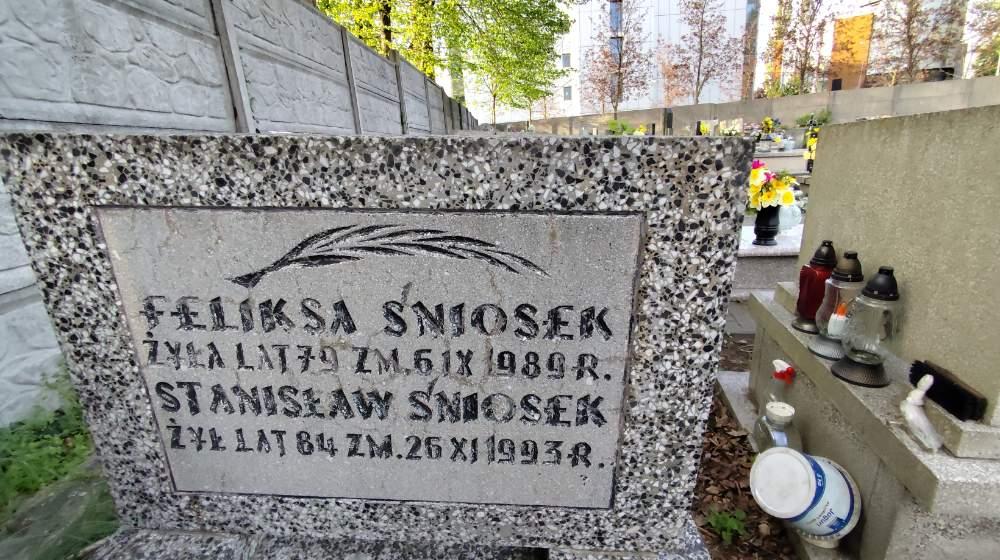 FELIKSA ŚNIOSEK
ŻYŁA LAT 79 ZM. 6 IX 1989 R.
STANISŁAW ŚNIOSEK
ŻYŁ LAT 84 ZM. 26 XI 1993 R.